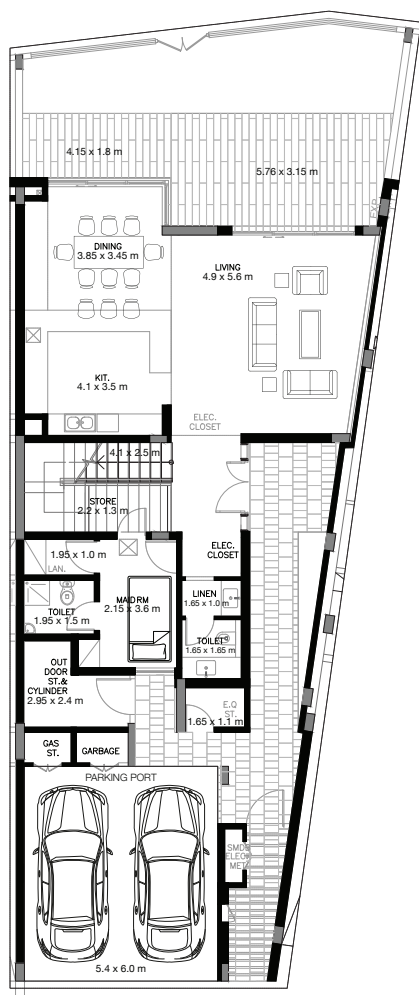 4.15 x 1.8 m
5.76 x 3.15 m
EXP.
DINING
3.85 x 3.45 m
LIVING
4.9 x 5.6 m
KIT.
4.1 x 3.5 m
ELEC.
CLOSET
4.1 x 2.5 m
STORE
2.2 x 1.3 m
ELEC.
CLOSET
1.95 x 1.0 m
LAN.
MAID RM
2.15 x 3.6 m
LINEN
1.65 x 1.0 m
TOILET
1.95 x 1.5 m
TOILET
1.65 x 1.65 m
OUT
DOOR
ST.&
CYLINDER
2.95 x 2.4 m
E.Q
ST.
1.65 x 1.1 m
GAS
ST.
GARBAGE
PARKING PORT
SMDB
ELEC.
MET.
5.4 x 6.0 m